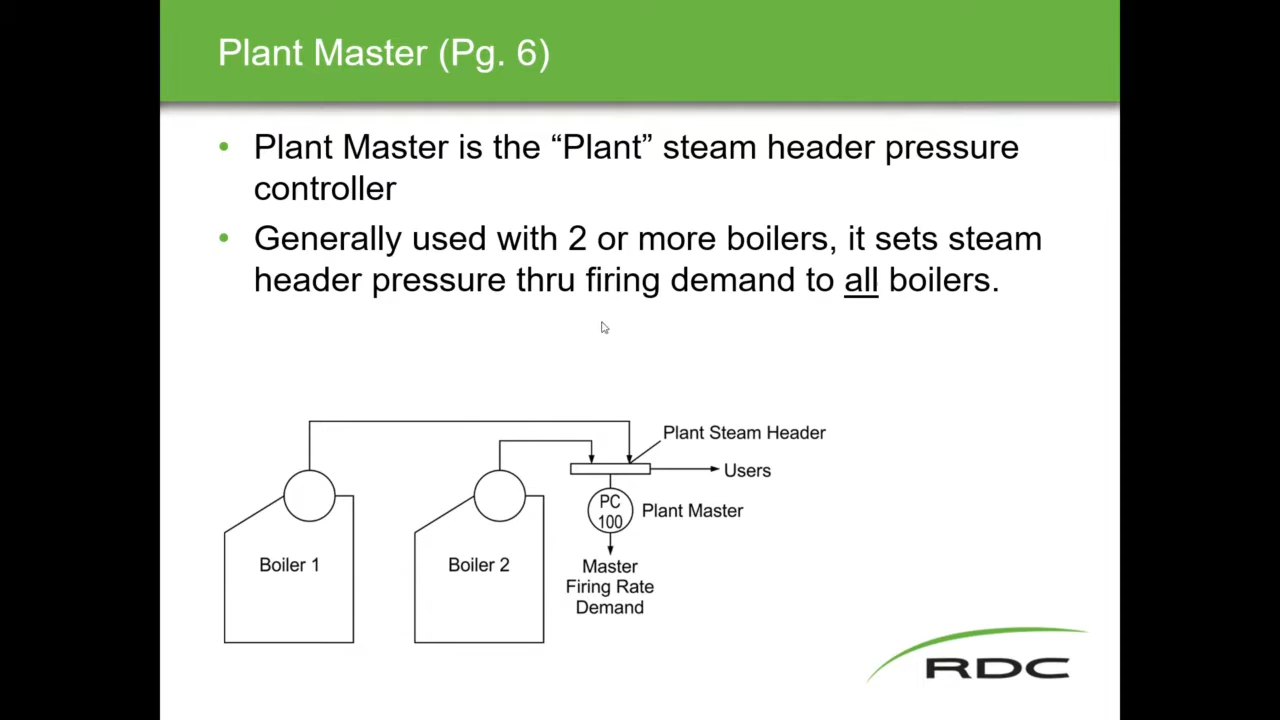 Plant Master (Pg. 6)
• Plant Master is the “Plant” steam header pressure
controller
• Generally used with 2 or more boilers, it sets steam
header pressure thru firing demand to all boilers.
Plant Steam Header
Users
PC
100
Plant Master
Boiler 1
Boiler 2
Master
Firing Rate
Demand
RDC